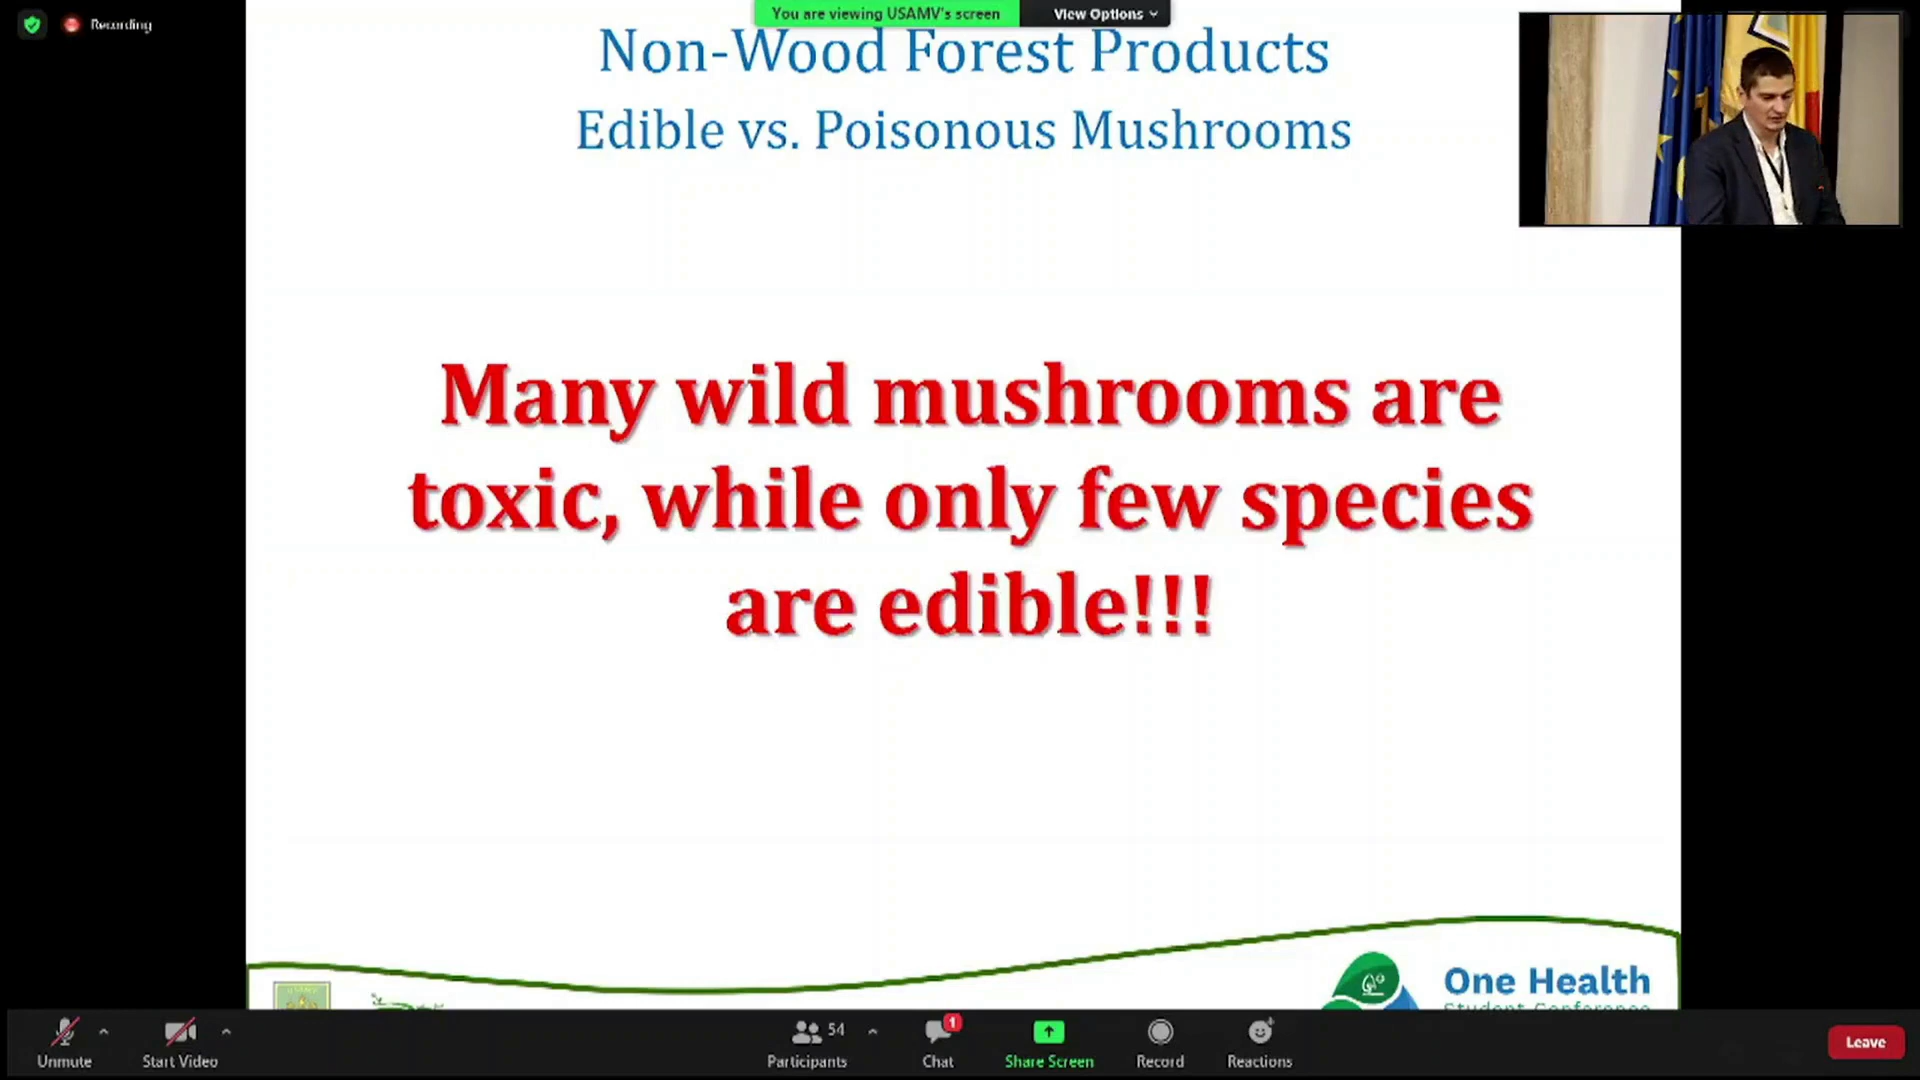 Recording
You are viewing USAMV's screen
View Options
Non-Wood Forest Products
Edible vs. Poisonous Mushrooms
Many wild mushrooms are
toxic, while only few species
are edible!!!
One Health
Student Conference
Unmute
Start Video
54
Participants
1
Chat
Share Screen
Record
Reactions
Leave